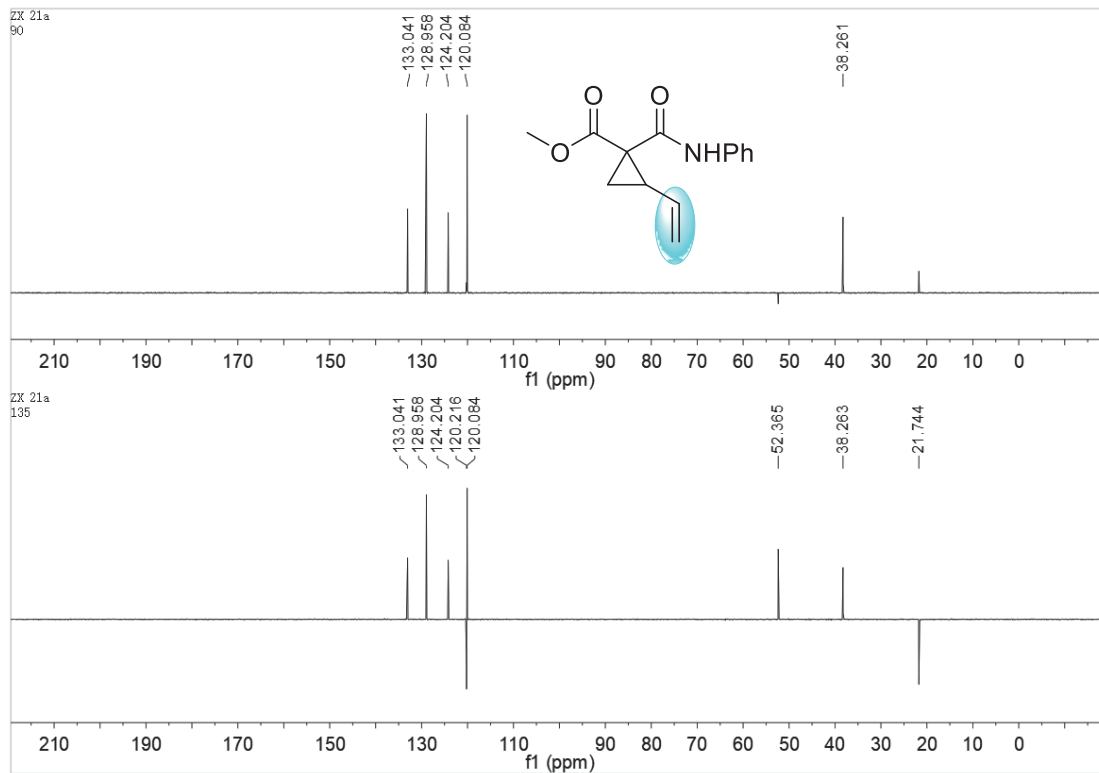 ZX 21a
90
133.041
128.958
124.204
120.084
38.261
O
O
O
NHPh
210 190 170 150 130 110 90 80 70 60 50 40 30 20 10 0
f1 (ppm)
ZX 21a
135
133.041
128.958
124.204
120.216
120.084
52.365
38.263
21.744
210 190 170 150 130 110 90 80 70 60 50 40 30 20 10 0
f1 (ppm)